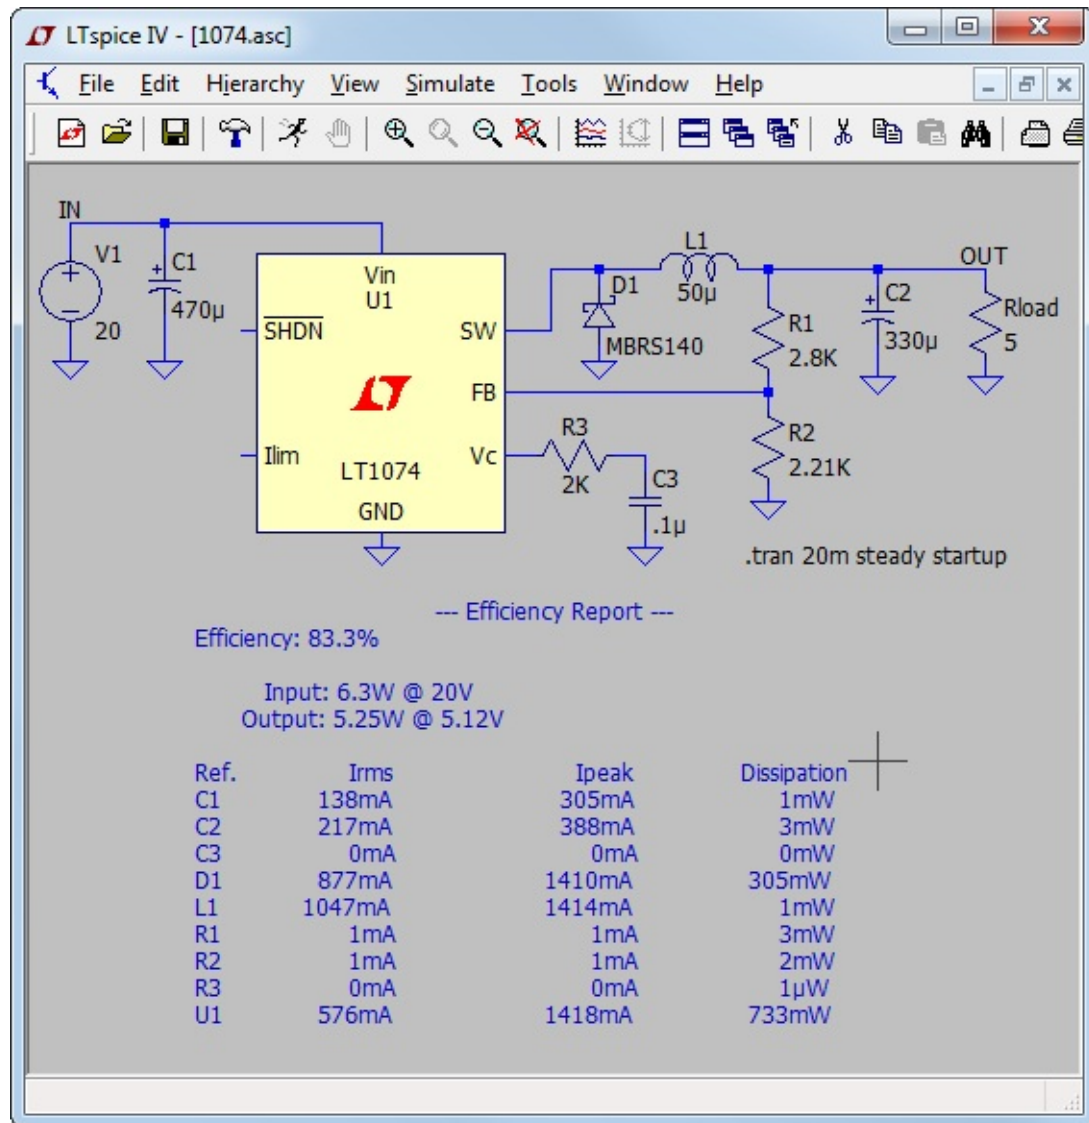 LTspice IV - [1074.asc]
File Edit Hierarchy View Simulate Tools Window Help
IN
V1
20
C1
470µ
Vin
U1
SHDN
SW
FB
Ilim
Vc
LT1074
GND
D1
MBRS140
L1
50µ
R1
2.8K
R2
2.21K
C2
330µ
OUT
Rload
5
R3
2K
C3
.1µ
.tran 20m steady startup
--- Efficiency Report ---
Efficiency: 83.3%
Input: 6.3W @ 20V
Output: 5.25W @ 5.12V
Ref. Irms Ipeak Dissipation
C1 138mA 305mA 1mW
C2 217mA 388mA 3mW
C3 0mA 0mA 0mW
D1 877mA 1410mA 305mW
L1 1047mA 1414mA 1mW
R1 1mA 1mA 3mW
R2 1mA 1mA 2mW
R3 0mA 0mA 1µW
U1 576mA 1418mA 733mW